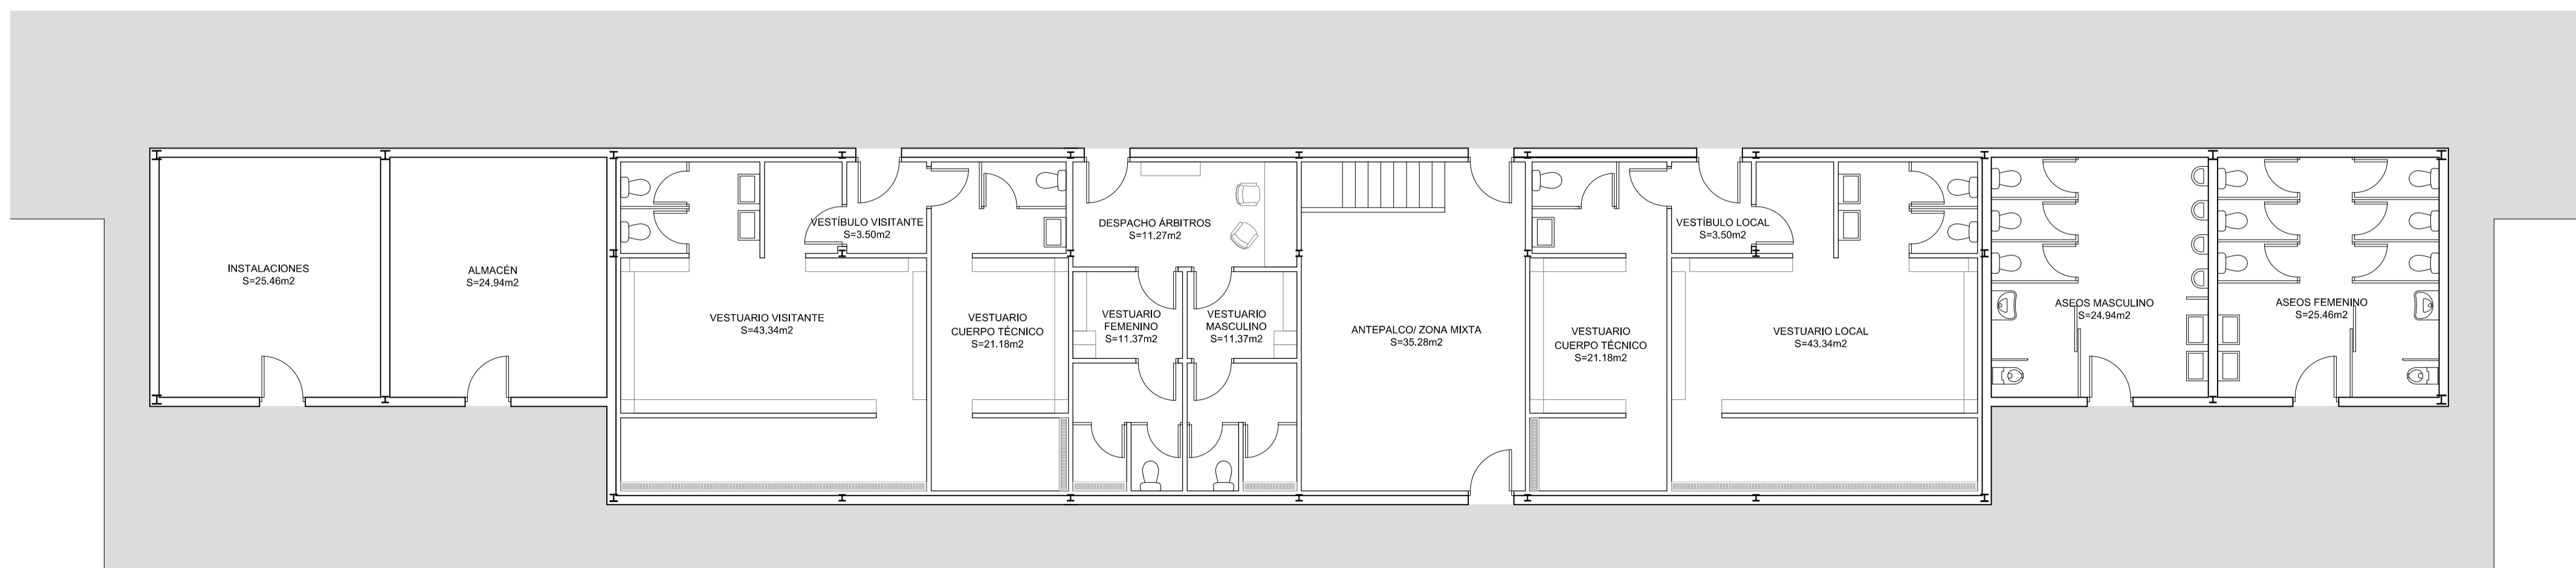 INSTALACIONES
S=25.46m2
ALMACÉN
S=24.94m2
VESTUARIO VISITANTE
S=43.34m2
VESTÍBULO VISITANTE
S=3.50m2
VESTUARIO
CUERPO TÉCNICO
S=21.18m2
DESPACHO ÁRBITROS
S=11.27m2
VESTUARIO
FEMENINO
S=11.37m2
VESTUARIO
MASCULINO
S=11.37m2
ANTEPALCO/ ZONA MIXTA
S=35.28m2
VESTUARIO
CUERPO TÉCNICO
S=21.18m2
VESTÍBULO LOCAL
S=3.50m2
VESTUARIO LOCAL
S=43.34m2
ASEOS MASCULINO
S=24.94m2
ASEOS FEMENINO
S=25.46m2